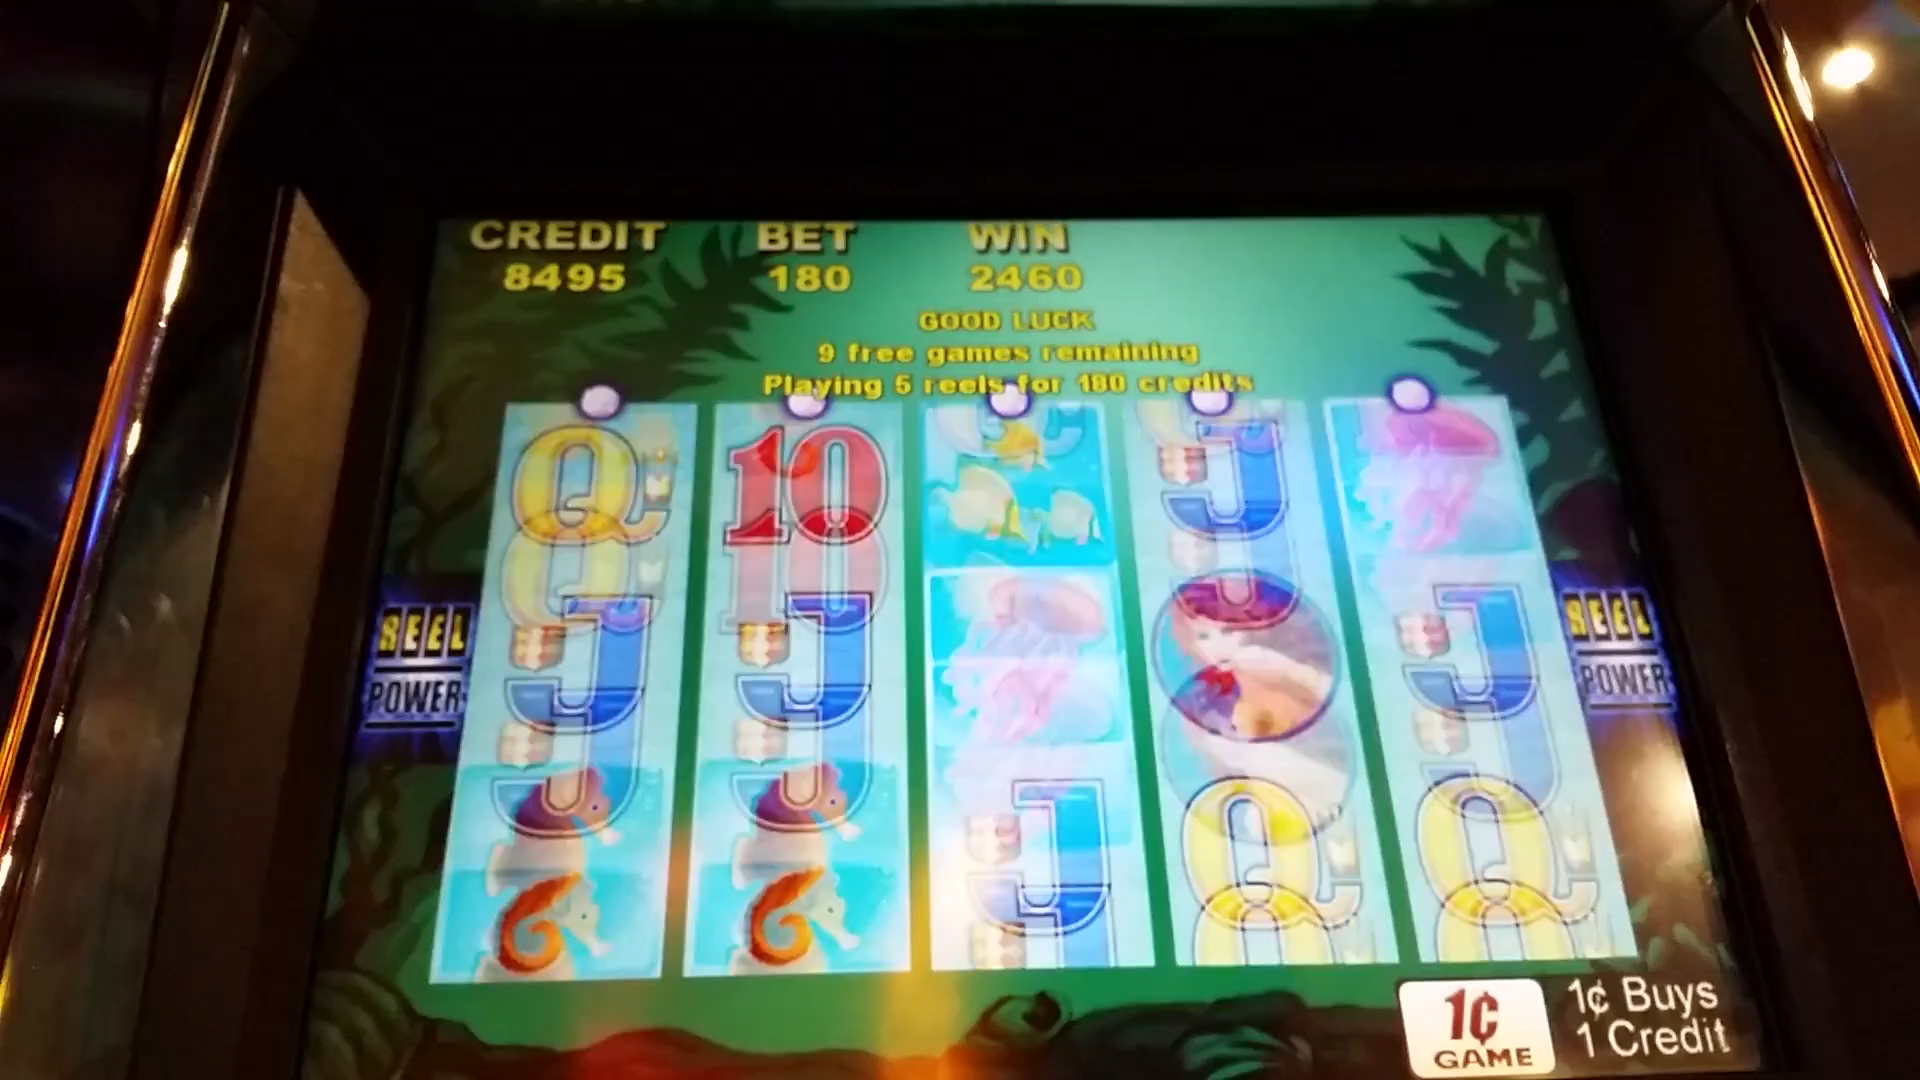 CREDIT BET WIN
8495 180 2460
GOOD LUCK
9 free games remaining
Playing 5 reels for 180 credits
Q 10 J
REEL POWER
J J J
REEL POWER
J Q Q
1¢ GAME
1¢ Buys
1 Credit